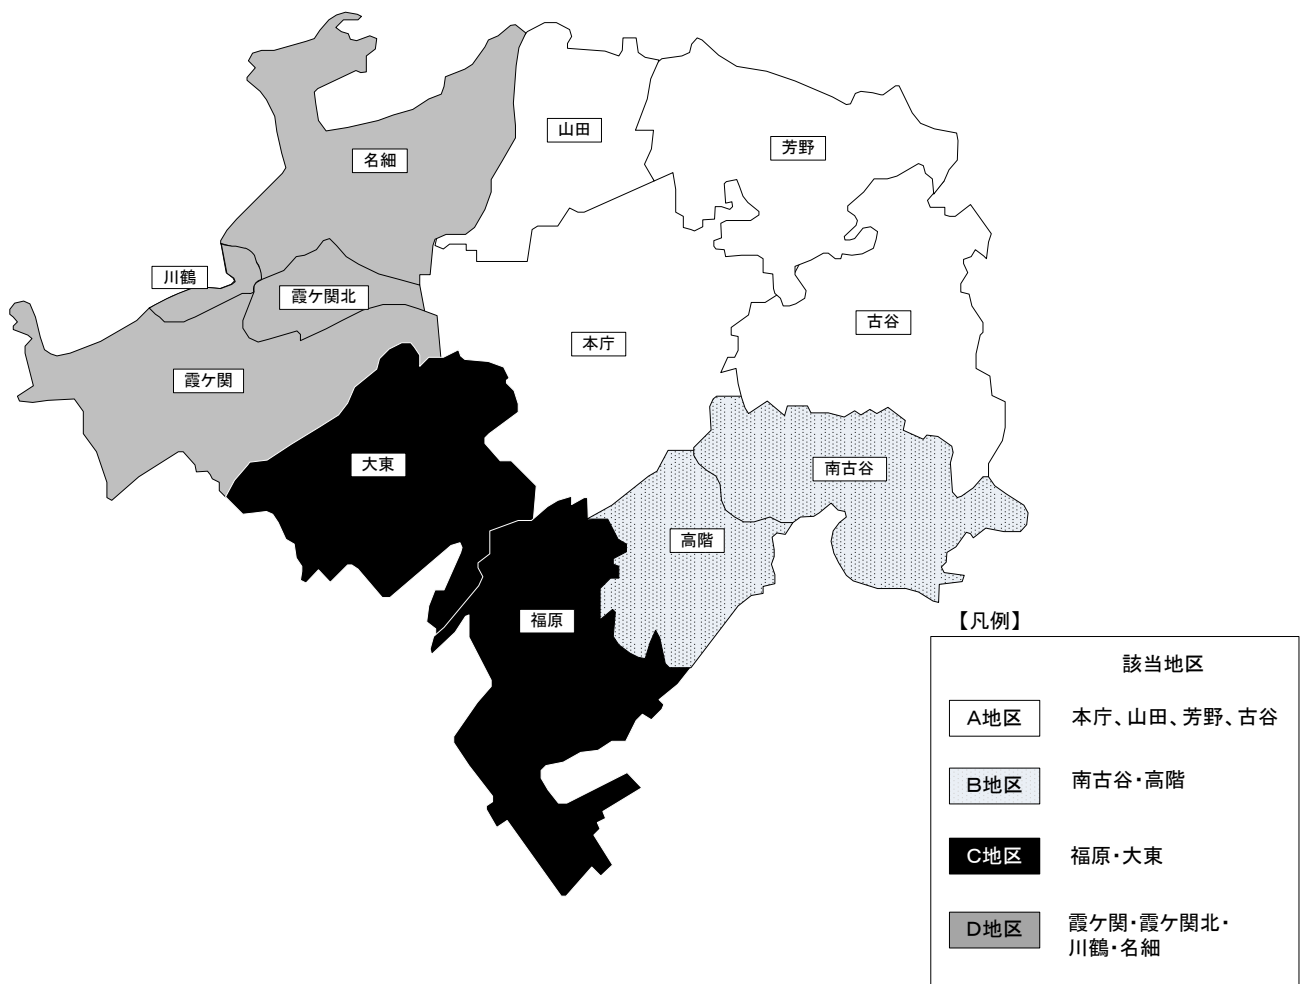 山田
芳野
名細
川鶴
霞ケ関北
古谷
本庁
霞ケ関
大東
南古谷
高階
福原
【凡例】
該当地区
A地区 本庁、山田、芳野、古谷
B地区 南古谷・高階
C地区 福原・大東
D地区 霞ケ関・霞ケ関北・
川鶴・名細